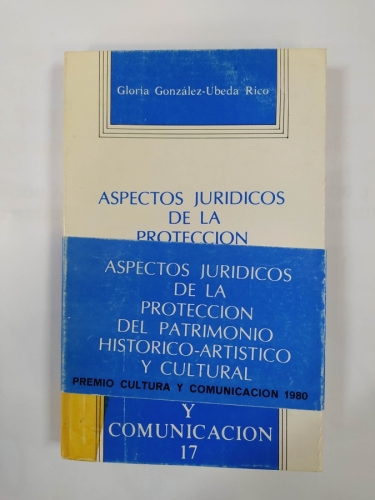 Gloria González-Ubeda Rico
ASPECTOS JURIDICOS
DE LA
PROTECCION
ASPECTOS JURIDICOS
DE LA
PROTECCION
DEL PATRIMONIO
HISTORICO-ARTISTICO
Y CULTURAL
PREMIO CULTURA Y COMUNICACION 1980
Y
COMUNICACION
17